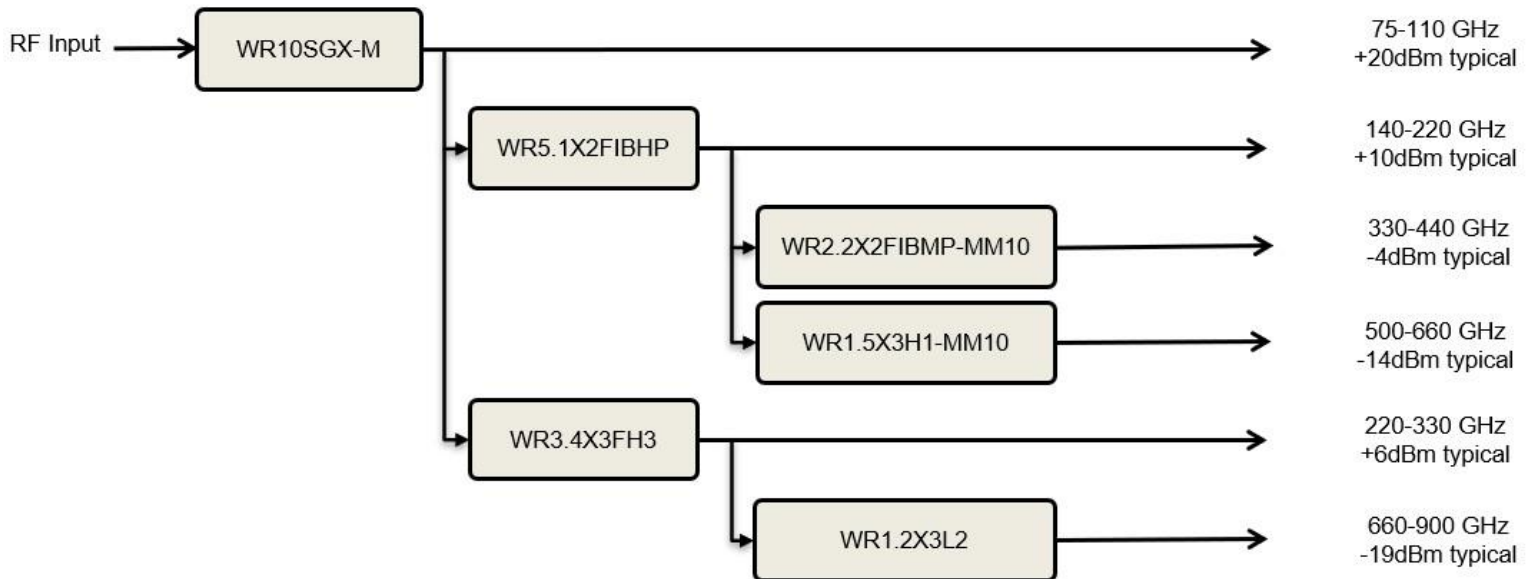 RF Input
WR10SGX-M
75-110 GHz
+20dBm typical
WR5.1X2FIBHP
140-220 GHz
+10dBm typical
WR2.2X2FIBMP-MM10
330-440 GHz
-4dBm typical
WR1.5X3H1-MM10
500-660 GHz
-14dBm typical
WR3.4X3FH3
220-330 GHz
+6dBm typical
WR1.2X3L2
660-900 GHz
-19dBm typical